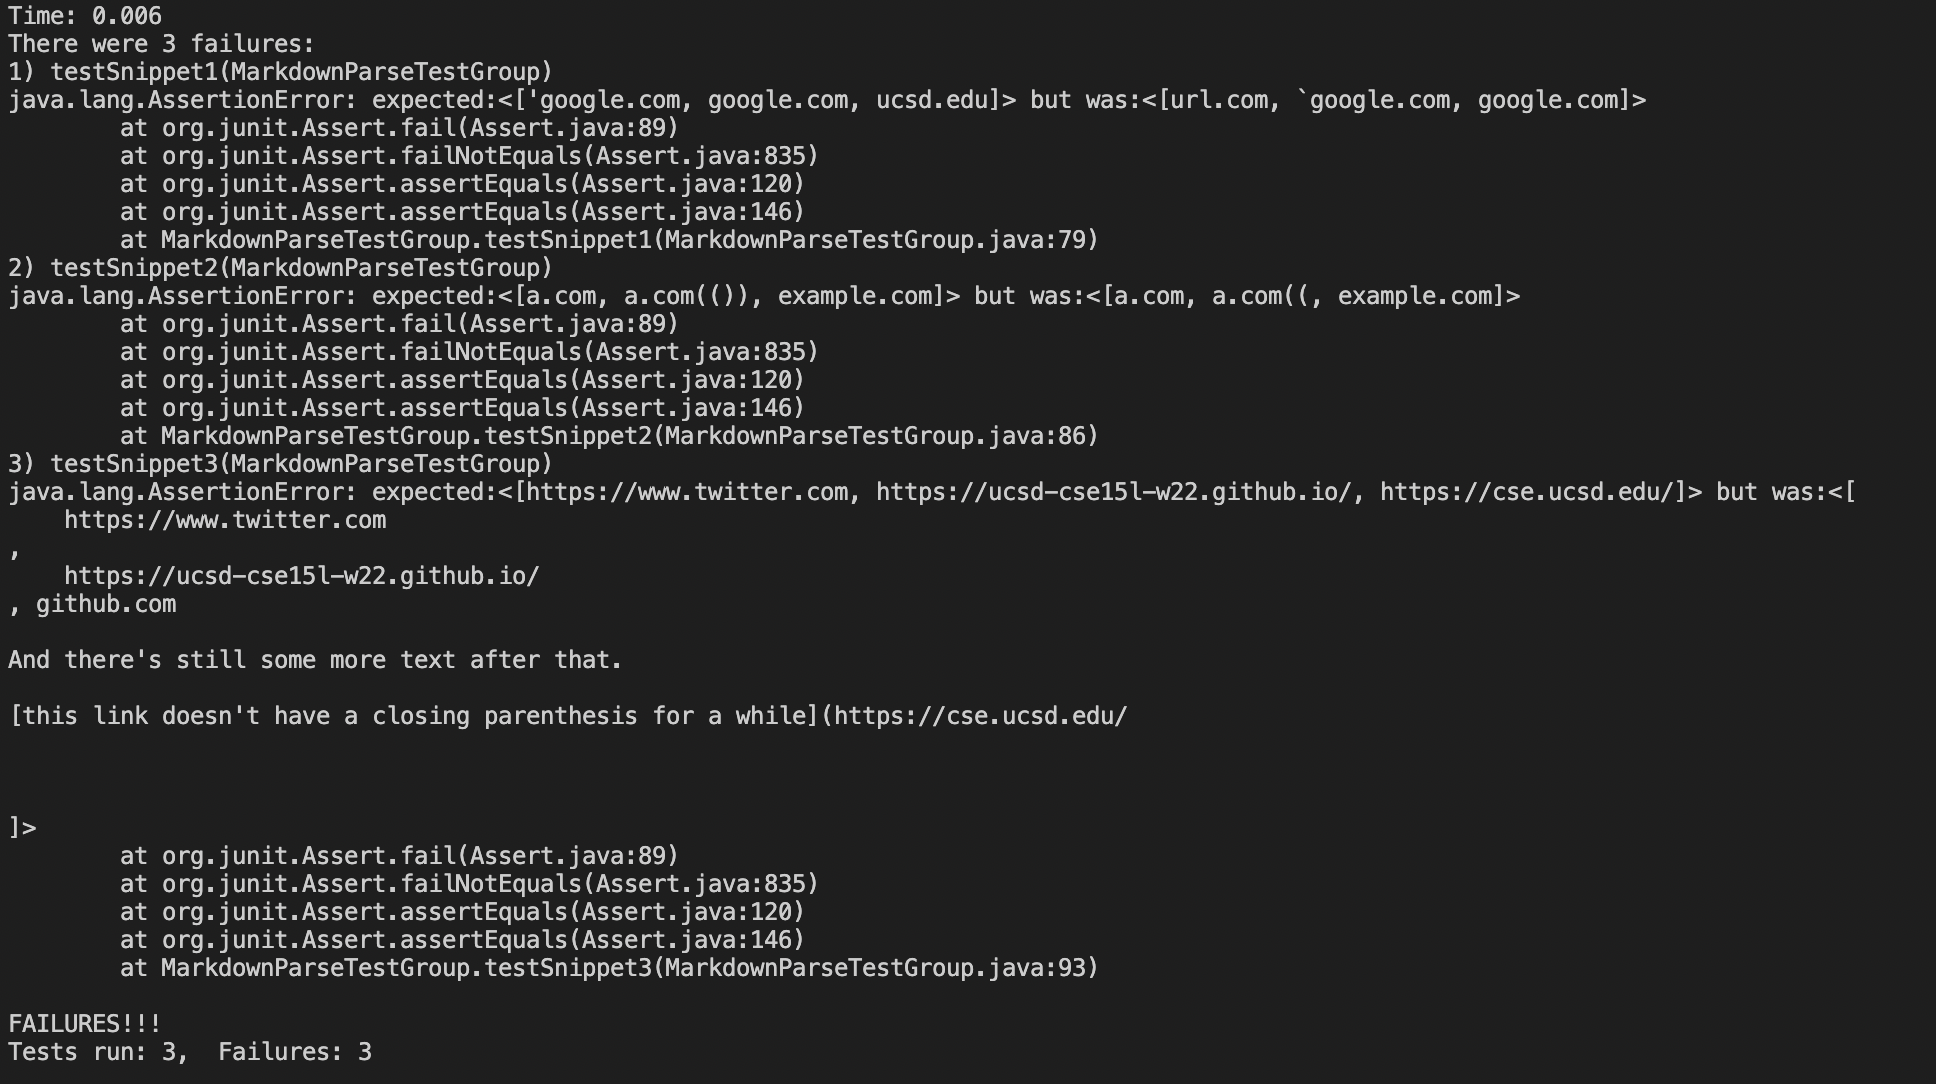 Time: 0.006
There were 3 failures:
1) testSnippet1(MarkdownParseTestGroup)
java.lang.AssertionError: expected:<['google.com, google.com, ucsd.edu]> but was:<[url.com, `google.com, google.com]>
        at org.junit.Assert.fail(Assert.java:89)
        at org.junit.Assert.failNotEquals(Assert.java:835)
        at org.junit.Assert.assertEquals(Assert.java:120)
        at org.junit.Assert.assertEquals(Assert.java:146)
        at MarkdownParseTestGroup.testSnippet1(MarkdownParseTestGroup.java:79)
2) testSnippet2(MarkdownParseTestGroup)
java.lang.AssertionError: expected:<[a.com, a.com(()), example.com]> but was:<[a.com, a.com((, example.com]>
        at org.junit.Assert.fail(Assert.java:89)
        at org.junit.Assert.failNotEquals(Assert.java:835)
        at org.junit.Assert.assertEquals(Assert.java:120)
        at org.junit.Assert.assertEquals(Assert.java:146)
        at MarkdownParseTestGroup.testSnippet2(MarkdownParseTestGroup.java:86)
3) testSnippet3(MarkdownParseTestGroup)
java.lang.AssertionError: expected:<[https://www.twitter.com, https://ucsd-cse15l-w22.github.io/, https://cse.ucsd.edu/]> but was:<[
    https://www.twitter.com
,
    https://ucsd-cse15l-w22.github.io/
, github.com

And there's still some more text after that.

[this link doesn't have a closing parenthesis for a while](https://cse.ucsd.edu/



]>
        at org.junit.Assert.fail(Assert.java:89)
        at org.junit.Assert.failNotEquals(Assert.java:835)
        at org.junit.Assert.assertEquals(Assert.java:120)
        at org.junit.Assert.assertEquals(Assert.java:146)
        at MarkdownParseTestGroup.testSnippet3(MarkdownParseTestGroup.java:93)

FAILURES!!!
Tests run: 3,  Failures: 3